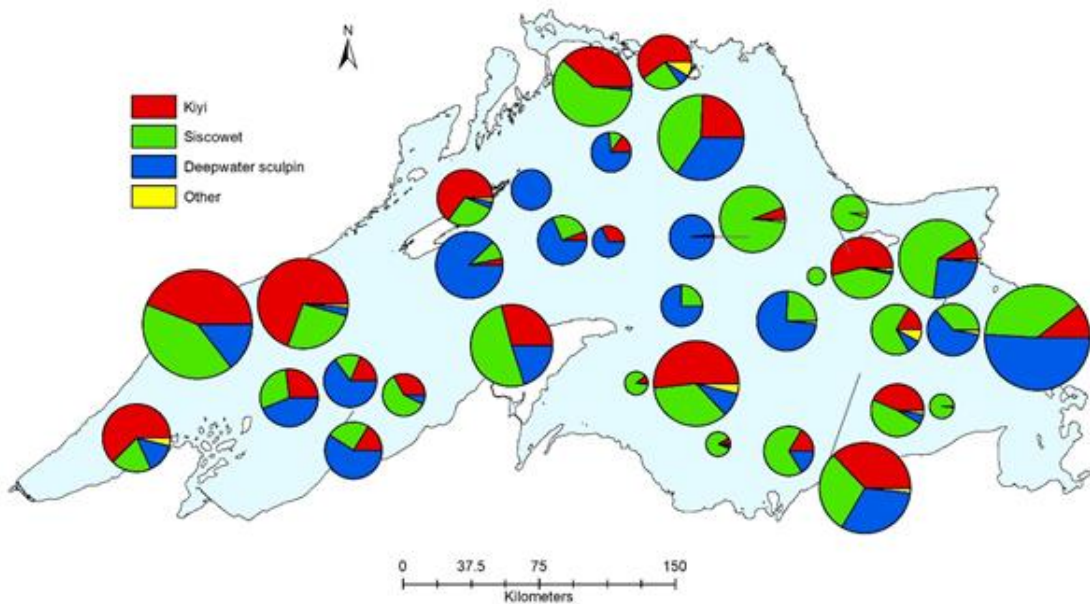 N
Kiyi
Siscowet
Deepwater sculpin
Other
0 37.5 75 150
Kilometers